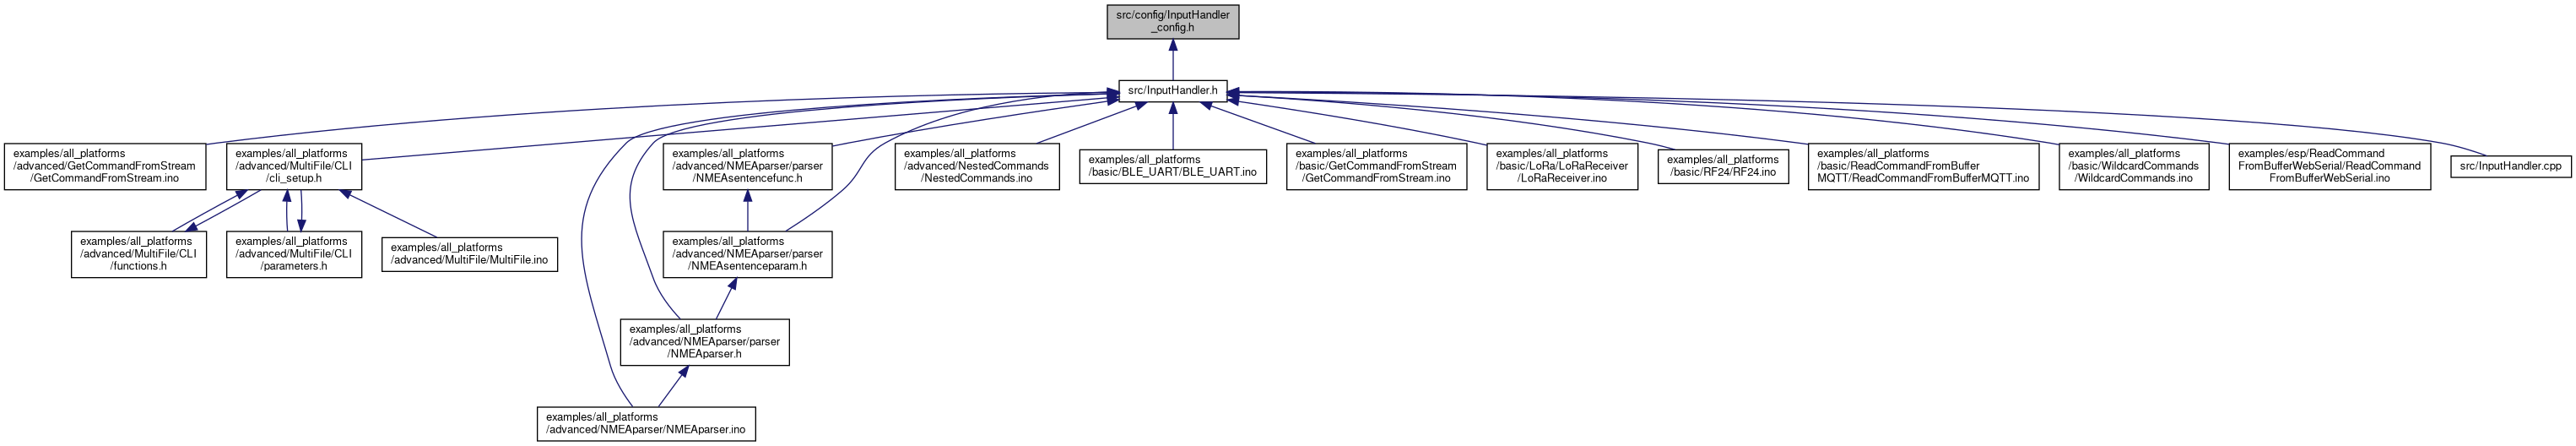 src/config/InputHandler
_config.h
src/InputHandler.h
examples/all_platforms
/advanced/GetCommandFromStream
/GetCommandFromStream.ino
examples/all_platforms
/advanced/MultiFile/CLI
/cli_setup.h
examples/all_platforms
/advanced/NMEAparser/parser
/NMEAsentencefunc.h
examples/all_platforms
/advanced/NestedCommands
/NestedCommands.ino
examples/all_platforms
/basic/BLE_UART/BLE_UART.ino
examples/all_platforms
/basic/GetCommandFromStream
/GetCommandFromStream.ino
examples/all_platforms
/basic/LoRa/LoRaReceiver
/LoRaReceiver.ino
examples/all_platforms
/basic/RF24/RF24.ino
examples/all_platforms
/basic/ReadCommandFromBuffer
MQTT/ReadCommandFromBufferMQTT.ino
examples/all_platforms
/basic/WildcardCommands
/WildcardCommands.ino
examples/esp/ReadCommand
FromBufferWebSerial/ReadCommand
FromBufferWebSerial.ino
src/InputHandler.cpp
examples/all_platforms
/advanced/MultiFile/CLI
/functions.h
examples/all_platforms
/advanced/MultiFile/CLI
/parameters.h
examples/all_platforms
/advanced/MultiFile/MultiFile.ino
examples/all_platforms
/advanced/NMEAparser/parser
/NMEAsentenceparam.h
examples/all_platforms
/advanced/NMEAparser/parser
/NMEAparser.h
examples/all_platforms
/advanced/NMEAparser/NMEAparser.ino